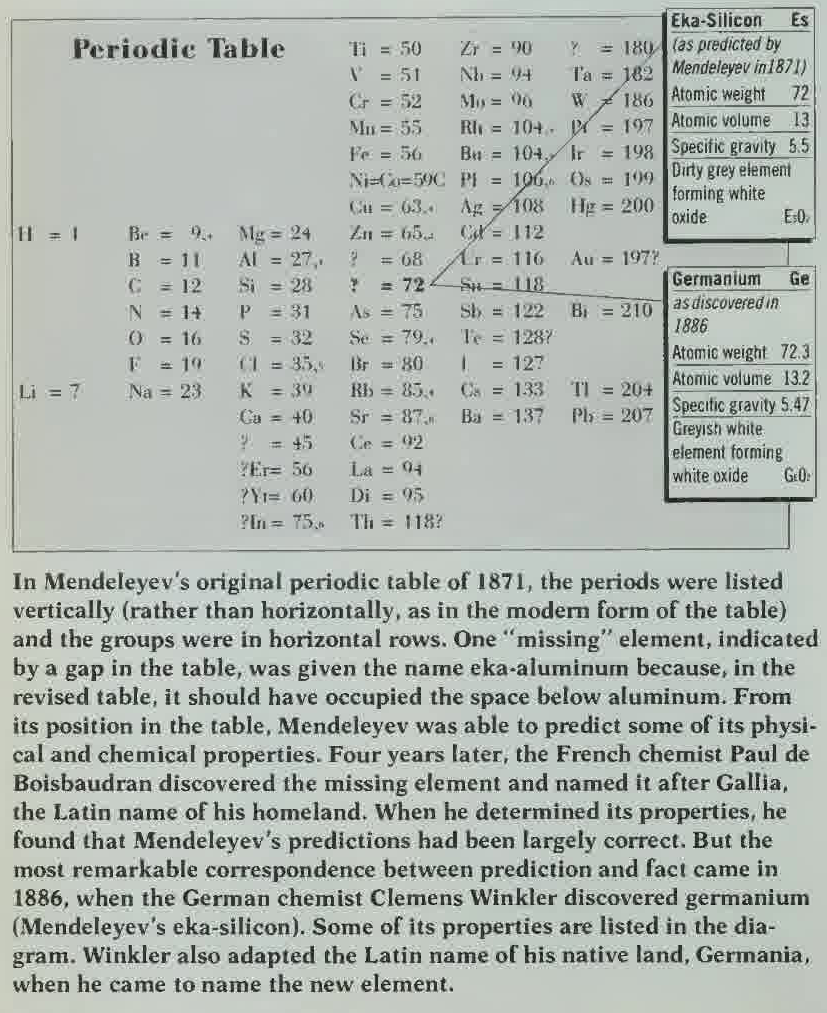 Periodic Table
Ti = 50 Zr = 90 ? = 180
V = 51 Nb = 94 Ta = 182
Cr = 52 Mo = 96 W = 186
Mn = 55 Rh = 104,4 Pt = 197
Fe = 56 Ru = 104,4 Ir = 198
Ni=Co=59 Pl = 106,6 Os = 199
Cu = 63,4 Ag = 108 Hg = 200
H = 1 Be = 9,4 Mg = 24 Zn = 65,2 Cd = 112
B = 11 Al = 27,4 ? = 68 Ur = 116 Au = 197?
C = 12 Si = 28 ? = 72 Sn = 118
N = 14 P = 31 As = 75 Sb = 122 Bi = 210
O = 16 S = 32 Se = 79,4 Te = 128?
F = 19 Cl = 35,5 Br = 80 I = 127
Li = 7 Na = 23 K = 39 Rb = 85,4 Cs = 133 Tl = 204
Ca = 40 Sr = 87,6 Ba = 137 Pb = 207
? = 45 Ce = 92
?Er= 56 La = 94
?Yt= 60 Di = 95
?In = 75,6 Th = 118?
Eka-Silicon Es
(as predicted by
Mendeleyev in 1871)
Atomic weight 72
Atomic volume 13
Specific gravity 5.5
Dirty grey element
forming white
oxide EsO₂
Germanium Ge
as discovered in
1886
Atomic weight 72.3
Atomic volume 13.2
Specific gravity 5.47
Greyish white
element forming
white oxide GeO₂
In Mendeleyev's original periodic table of 1871, the periods were listed
vertically (rather than horizontally, as in the modern form of the table)
and the groups were in horizontal rows. One "missing" element, indicated
by a gap in the table, was given the name eka-aluminum because, in the
revised table, it should have occupied the space below aluminum. From
its position in the table, Mendeleyev was able to predict some of its physi-
cal and chemical properties. Four years later, the French chemist Paul de
Boisbaudran discovered the missing element and named it after Gallia,
the Latin name of his homeland. When he determined its properties, he
found that Mendeleyev's predictions had been largely correct. But the
most remarkable correspondence between prediction and fact came in
1886, when the German chemist Clemens Winkler discovered germanium
(Mendeleyev's eka-silicon). Some of its properties are listed in the dia-
gram. Winkler also adapted the Latin name of his native land, Germania,
when he came to name the new element.